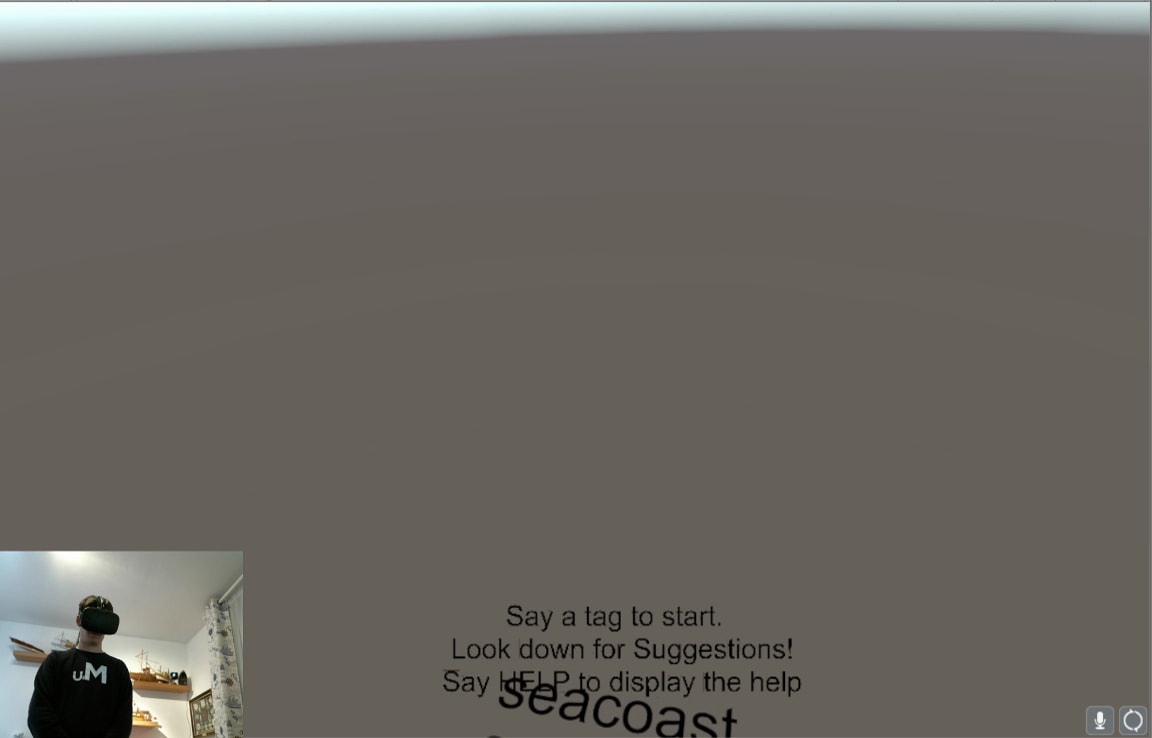 Say a tag to start.
Look down for Suggestions!
Say HELP to display the help
seacoast
uM